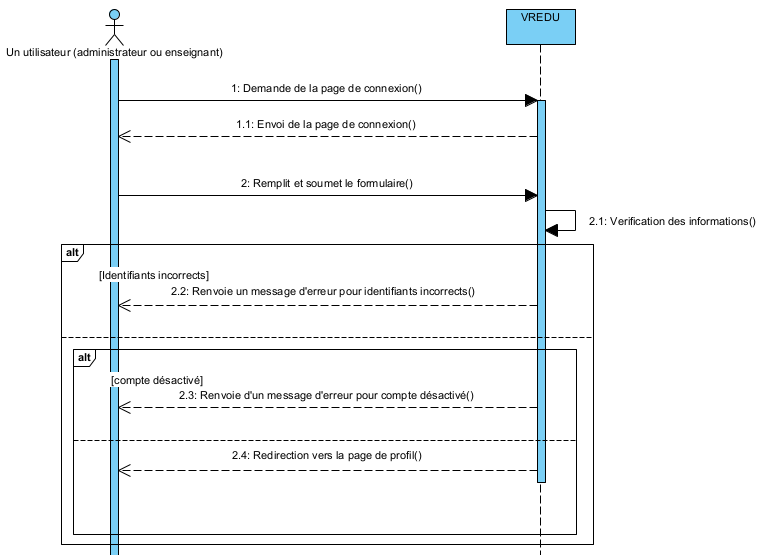 VREDU
Un utilisateur (administrateur ou enseignant)
1: Demande de la page de connexion()
1.1: Envoi de la page de connexion()
2: Remplit et soumet le formulaire()
2.1: Verification des informations()
alt
[Identifiants incorrects]
2.2: Renvoie un message d'erreur pour identifiants incorrects()
alt
[compte désactivé]
2.3: Renvoie d'un message d'erreur pour compte désactivé()
2.4: Redirection vers la page de profil()